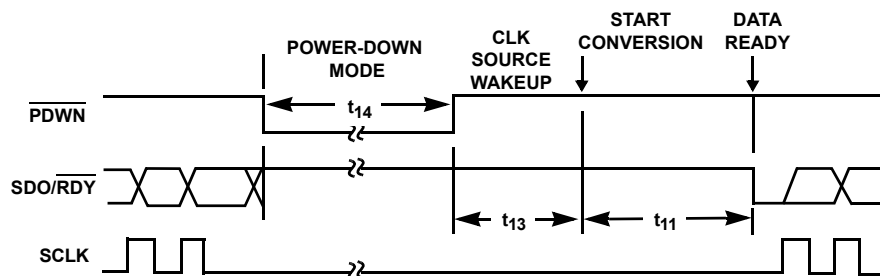 POWER-DOWN
MODE
CLK
SOURCE
WAKEUP
START
CONVERSION
DATA
READY
PDWN
t14
SDO/RDY
t13
t11
SCLK